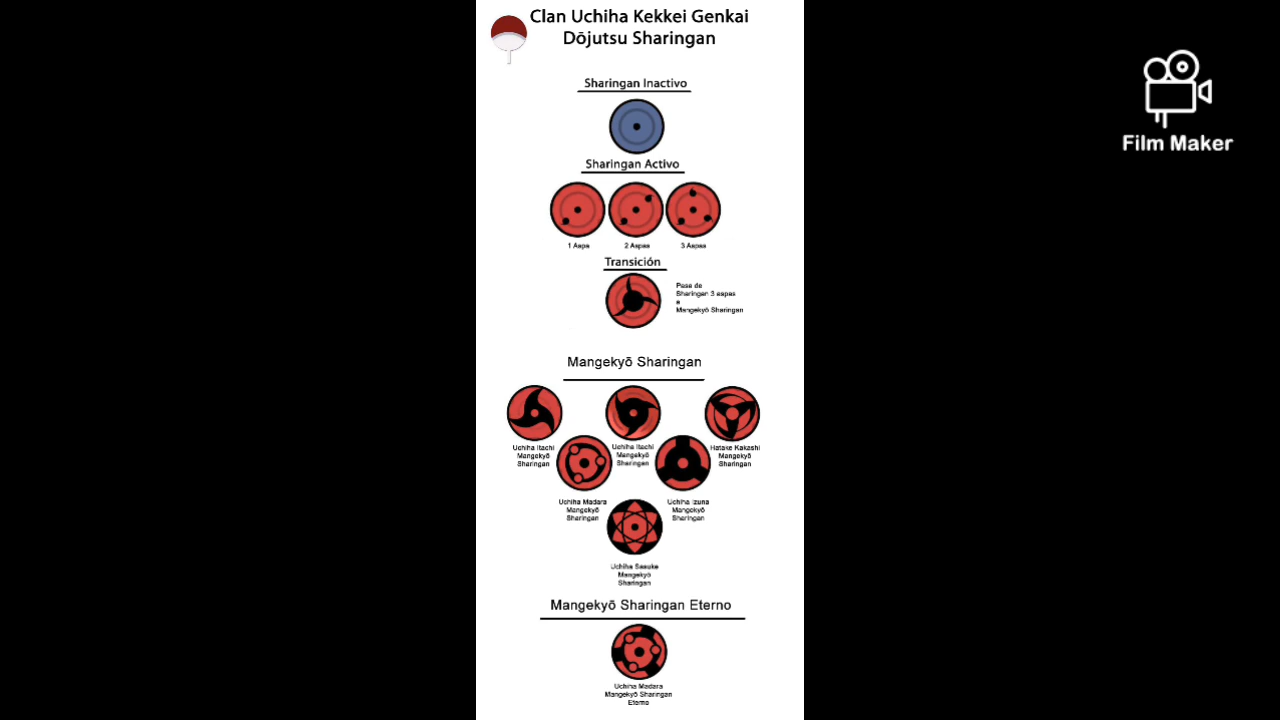 Clan Uchiha Kekkei Genkai
Dōjutsu Sharingan
Film Maker
Sharingan Inactivo
Sharingan Activo
1 Aspa
2 Aspas
3 Aspas
Transición
Pasa de
Sharingan 3 aspas
a
Mangekyō Sharingan
Mangekyō Sharingan
Uchiha Itachi
Mangekyō
Sharingan
Uchiha Itachi
Mangekyō
Sharingan
Hatake Kakashi
Mangekyō
Sharingan
Uchiha Madara
Mangekyō
Sharingan
Uchiha Izuna
Mangekyō
Sharingan
Uchiha Sasuke
Mangekyō
Sharingan
Mangekyō Sharingan Eterno
Uchiha Madara
Mangekyō Sharingan
Eterno